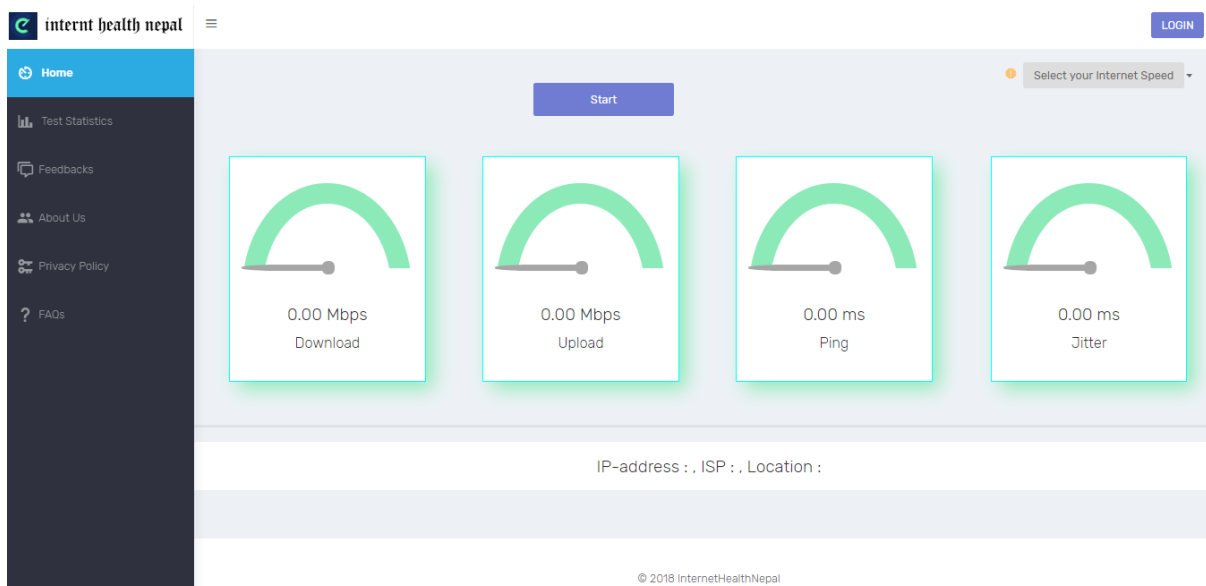 internt health nepal
LOGIN
Home
Select your Internet Speed
Start
Test Statistics
Feedbacks
About Us
Privacy Policy
? FAQs
0.00 Mbps
Download
0.00 Mbps
Upload
0.00 ms
Ping
0.00 ms
Jitter
IP-address : , ISP : , Location :
© 2018 InternetHealthNepal